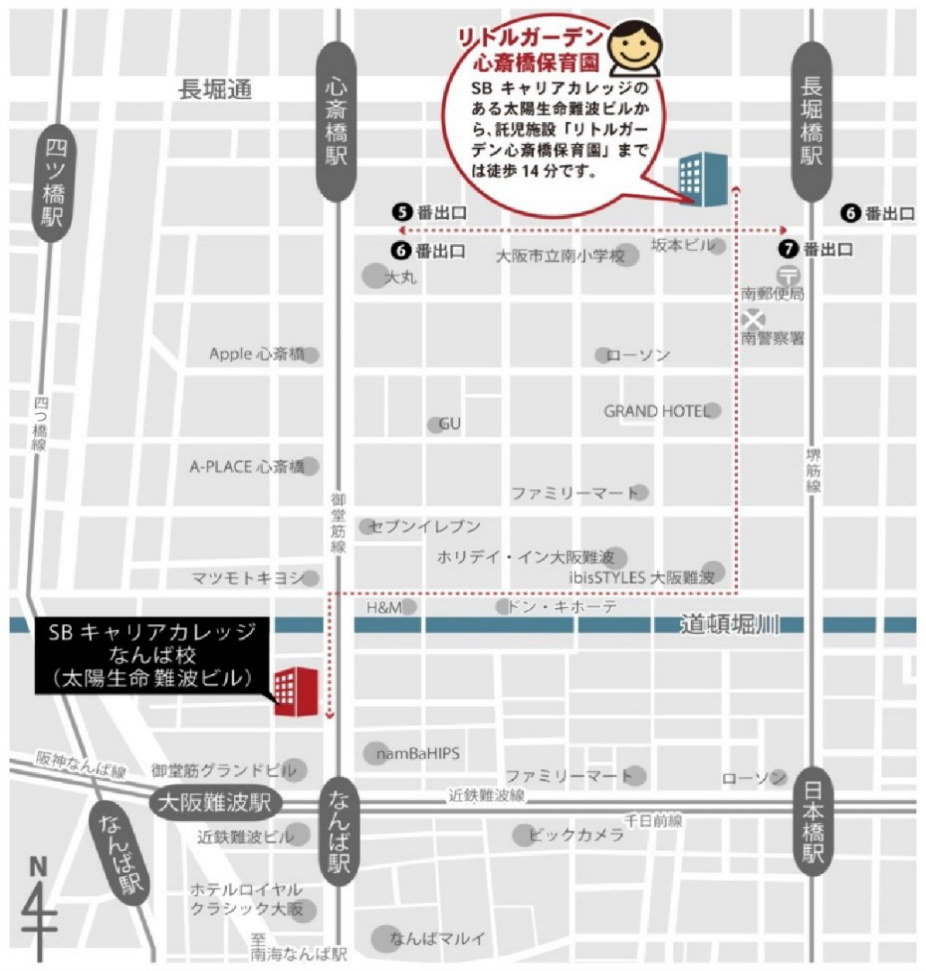 リトルガーデン
心斎橋保育園
SB キャリアカレッジの
ある太陽生命難波ビルか
ら、託児施設「リトルガー
デン心斎橋保育園」まで
は徒歩 14 分です。
長堀通
心斎橋駅
長堀橋駅
四ツ橋駅
❺ 番出口
❻ 番出口
❻ 番出口
❼ 番出口
大阪市立南小学校
坂本ビル
大丸
南郵便局
南警察署
Apple 心斎橋
ローソン
四つ橋線
GRAND HOTEL
GU
A-PLACE 心斎橋
堺筋線
御堂筋線
ファミリーマート
セブンイレブン
ホリデイ・イン大阪難波
マツモトキヨシ
ibisSTYLES 大阪難波
H&M
ドン・キホーテ
道頓堀川
SB キャリアカレッジ
なんば校
（太陽生命難波ビル）
namBaHIPS
阪神なんば線
御堂筋グランドビル
ファミリーマート
ローソン
大阪難波駅
なんば駅
近鉄難波線
日本橋駅
千日前線
なんば駅
近鉄難波ビル
ビックカメラ
N
ホテルロイヤル
クラシック大阪
なんばマルイ
至
南海なんば駅